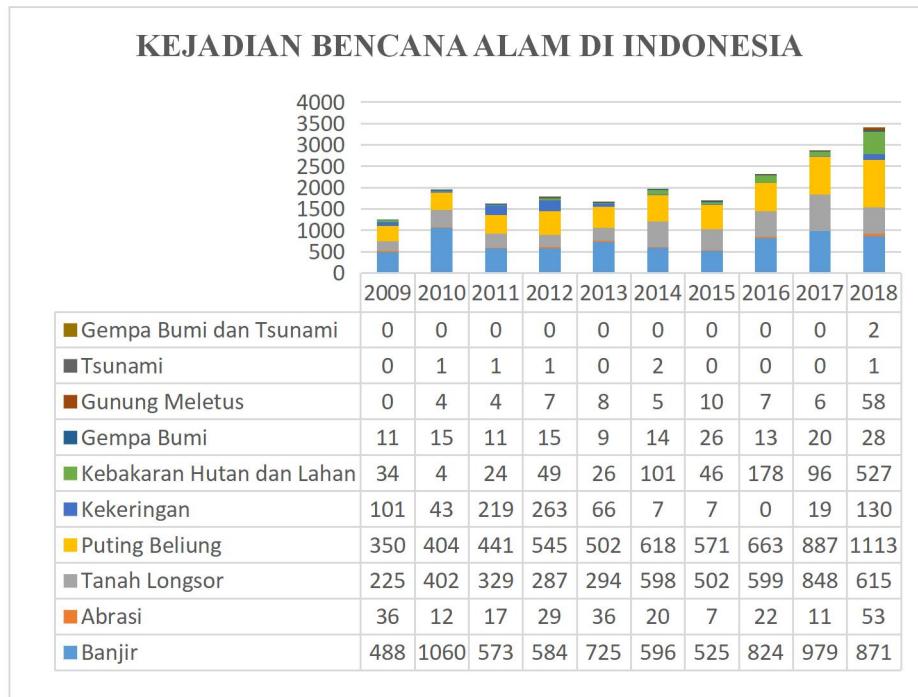 KEJADIAN BENCANA ALAM DI INDONESIA
4000
3500
3000
2500
2000
1500
1000
500
0
2009 2010 2011 2012 2013 2014 2015 2016 2017 2018
Gempa Bumi dan Tsunami 0 0 0 0 0 0 0 0 0 2
Tsunami 0 1 1 1 0 2 0 0 0 1
Gunung Meletus 0 4 4 7 8 5 10 7 6 58
Gempa Bumi 11 15 11 15 9 14 26 13 20 28
Kebakaran Hutan dan Lahan 34 4 24 49 26 101 46 178 96 527
Kekeringan 101 43 219 263 66 7 7 0 19 130
Puting Beliung 350 404 441 545 502 618 571 663 887 1113
Tanah Longsor 225 402 329 287 294 598 502 599 848 615
Abrasi 36 12 17 29 36 20 7 22 11 53
Banjir 488 1060 573 584 725 596 525 824 979 871